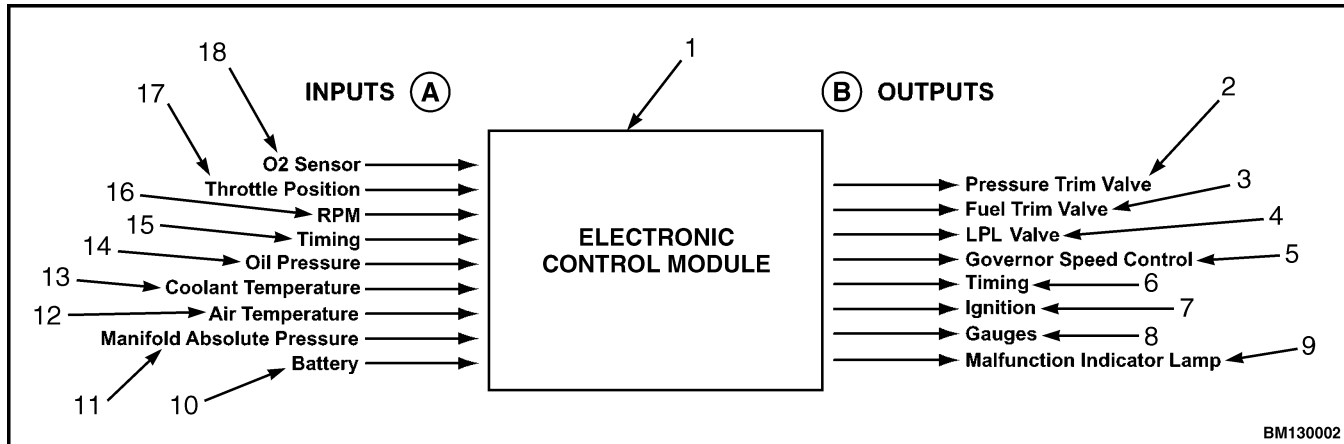 18
1
INPUTS A
B OUTPUTS
17
2
O2 Sensor
Throttle Position
16
RPM
15
Timing
14
Oil Pressure
13
Coolant Temperature
12
Air Temperature
Manifold Absolute Pressure
Battery
11
10
ELECTRONIC
CONTROL MODULE
Pressure Trim Valve
3
Fuel Trim Valve
4
LPL Valve
Governor Speed Control
5
Timing
6
Ignition
7
Gauges
8
Malfunction Indicator Lamp
9
BM130002